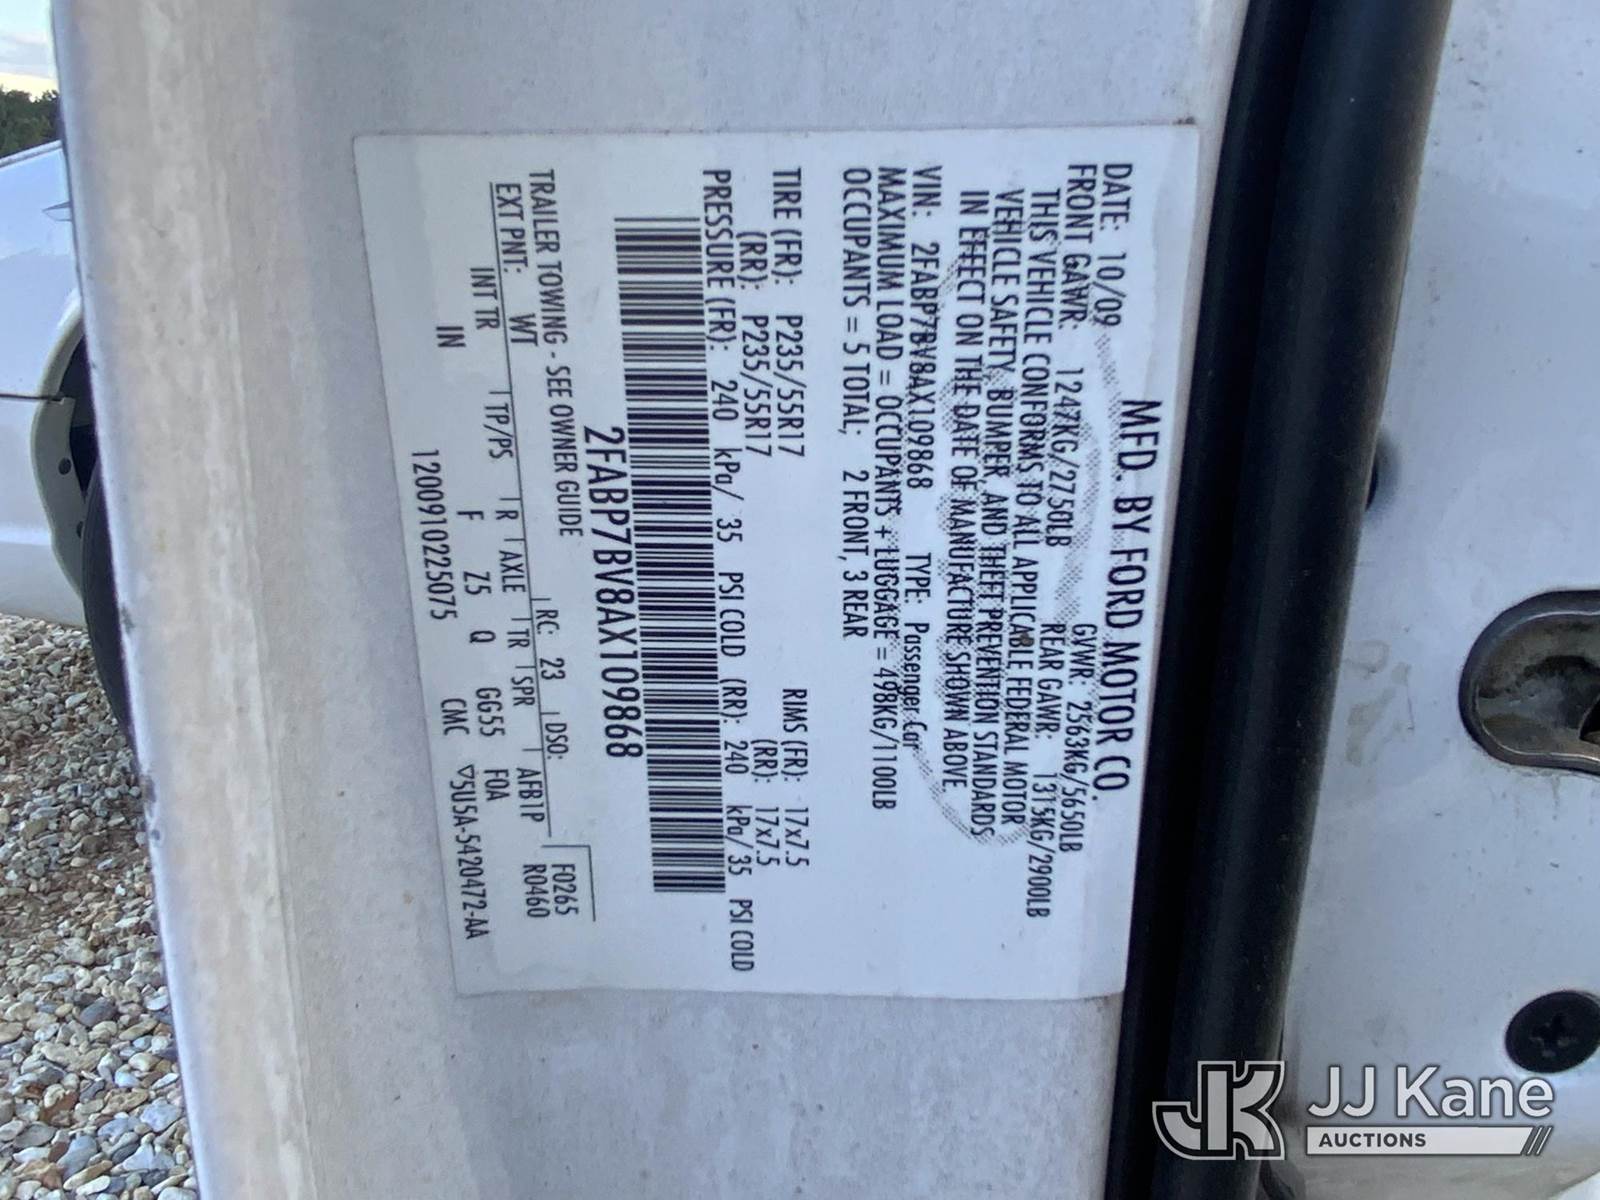 MFD. BY FORD MOTOR CO.
DATE: 10/09 GVWR: 2563KG/5650LB
FRONT GAWR: 1247KG/2750LB REAR GAWR: 1315KG/2900LB
THIS VEHICLE CONFORMS TO ALL APPLICABLE FEDERAL MOTOR
VEHICLE SAFETY, BUMPER, AND THEFT PREVENTION STANDARDS
IN EFFECT ON THE DATE OF MANUFACTURE SHOWN ABOVE
VIN: 2FABP7BV8AX109868 TYPE: Passenger Car
MAXIMUM LOAD = OCCUPANTS + LUGGAGE = 498KG/1100LB
OCCUPANTS = 5 TOTAL; 2 FRONT, 3 REAR
TIRE (FR): P235/55R17 RIMS (FR): 17x7.5
(RR): P235/55R17 (RR): 17x7.5
PRESSURE (FR): 240 kPa/ 35 PSI COLD (RR): 240 kPa/ 35 PSI COLD
2FABP7BV8AX109868
TRAILER TOWING - SEE OWNER GUIDE F0265
RC: 23 DSO: R0460
EXT PNT: WT AFB1P
INT TR TP/PS R AXLE TR SPR F0A
IN F Z5 Q GG55
120091022507​5 CMC ▽5U5A-5420472-AA
JK JJ Kane
AUCTIONS